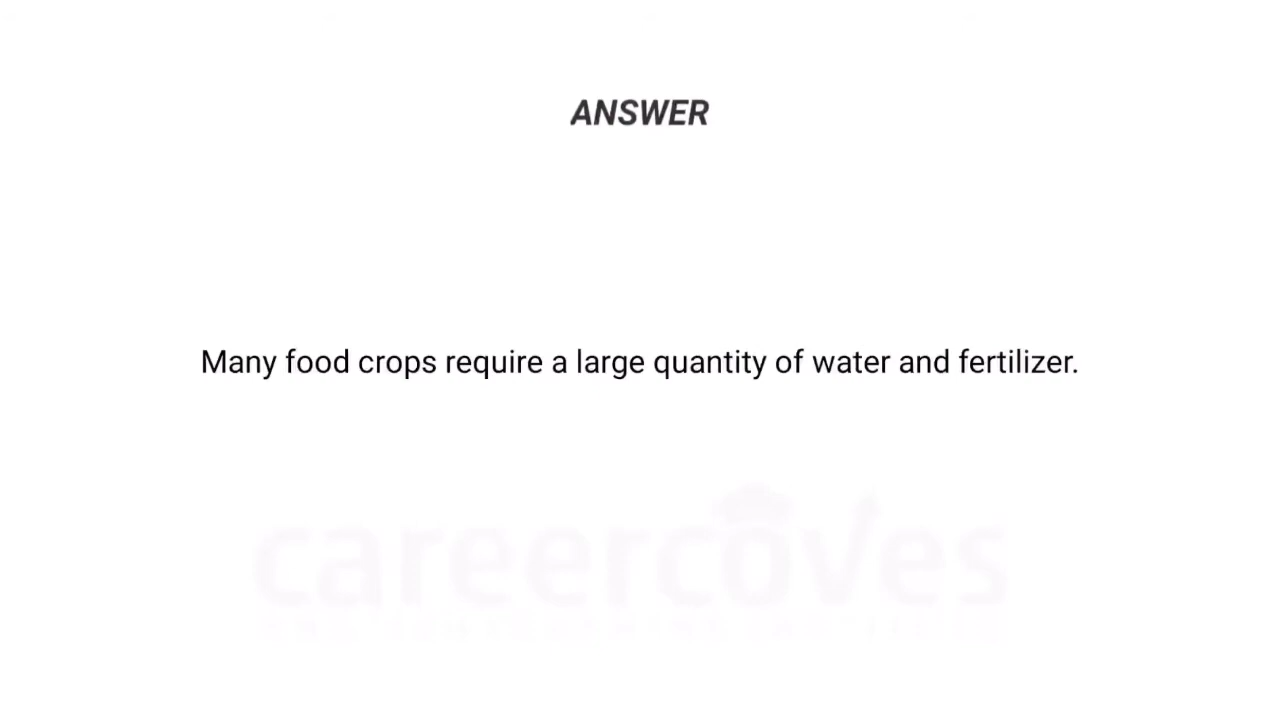 ANSWER
Many food crops require a large quantity of water and fertilizer.
careercoves